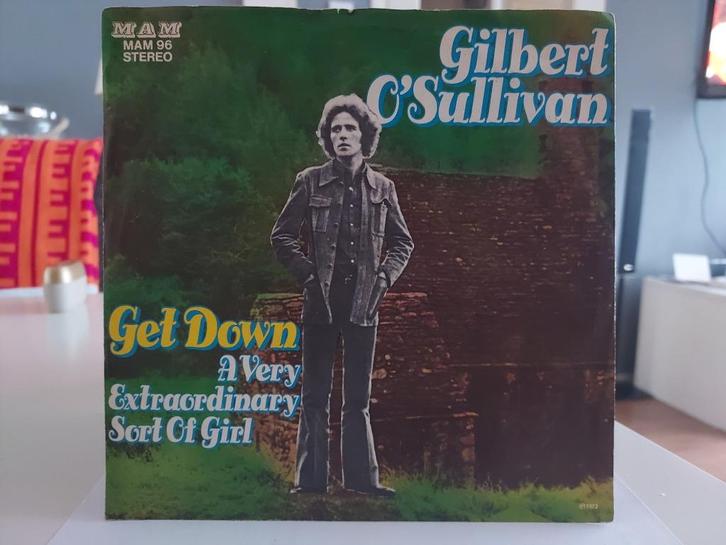 MAM
MAM 96
STEREO
Gilbert
O'Sullivan
Get Down
A Very
Extraordinary
Sort Of Girl